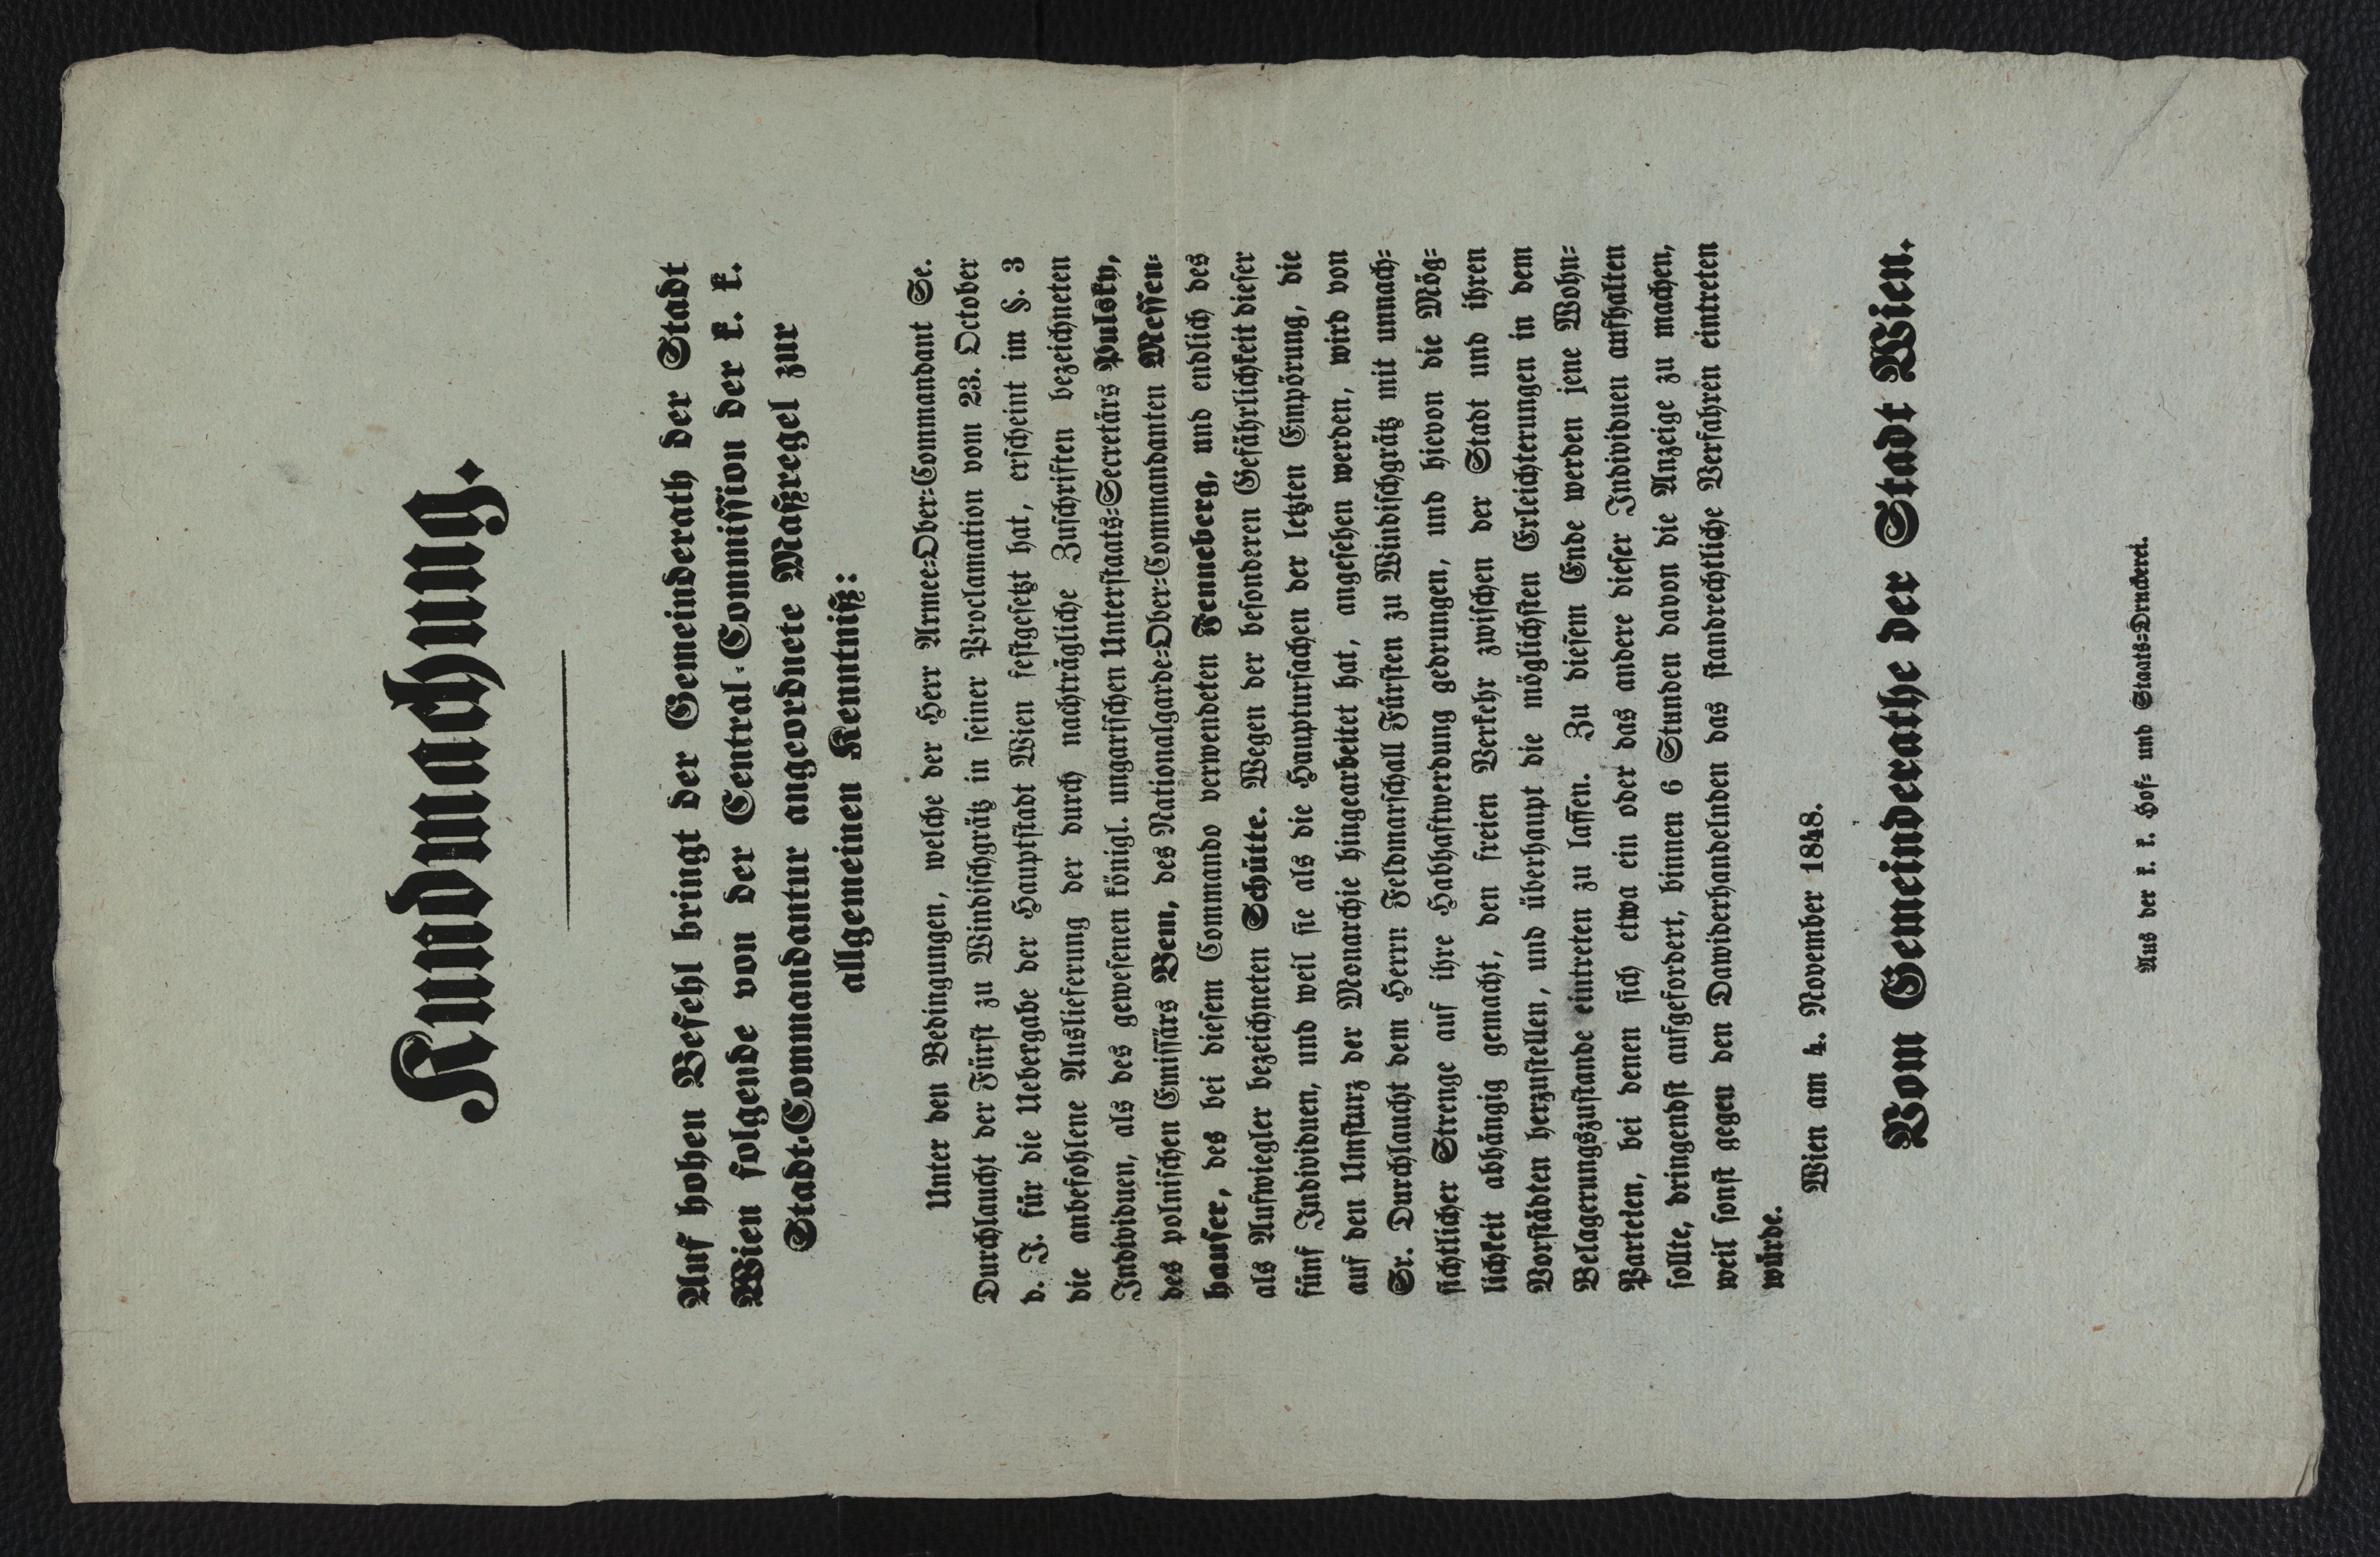 Kundmachung.
Auf hohen Befehl bringt der Gemeinderath der Stadt
Wien folgende von der Central-Commission der k. k.
Stadt-Commandantur angeordnete Maßregel zur
allgemeinen Kenntniß:
Unter den Bedingungen, welche der Herr Armee-Ober-Commandant Se.
Durchlaucht der Fürst zu Windischgrätz in seiner Proclamation vom 23. October
d. J. für die Uebergabe der Hauptstadt Wien festgesetzt hat, erscheint im §. 3
die anbefohlene Auslieferung der durch nachträgliche Zuschriften bezeichneten
Individuen, als des gewesenen königl. ungarischen Unterstaats-Secretärs Pulsky,
des polnischen Emissärs Bem, des Nationalgarde-Ober-Commandanten Messen-
hauser, des bei diesem Commando verwendeten Fenneberg, und endlich des
als Aufwiegler bezeichneten Schütte. Wegen der besonderen Gefährlichkeit dieser
fünf Individuen, und weil sie als die Hauptursachen der letzten Empörung, die
auf den Umsturz der Monarchie hingearbeitet hat, angesehen werden, wird von
Sr. Durchlaucht dem Herrn Feldmarschall Fürsten zu Windischgrätz mit unnach-
sichtlicher Strenge auf ihre Habhaftwerdung gedrungen, und hievon die Mög-
lichkeit abhängig gemacht, den freien Verkehr zwischen der Stadt und ihren
Vorstädten herzustellen, und überhaupt die möglichsten Erleichterungen in dem
Belagerungszustande eintreten zu lassen. Zu diesem Ende werden jene Wohn-
Parteien, bei denen sich etwa ein oder das andere dieser Individuen aufhalten
sollte, dringendst aufgefordert, binnen 6 Stunden davon die Anzeige zu machen,
weil sonst gegen den Dawiderhandelnden das standrechtliche Verfahren eintreten
würde.
Wien am 4. November 1848.
Vom Gemeinderathe der Stadt Wien.
Aus der k. k. Hof- und Staats-Druckerei.